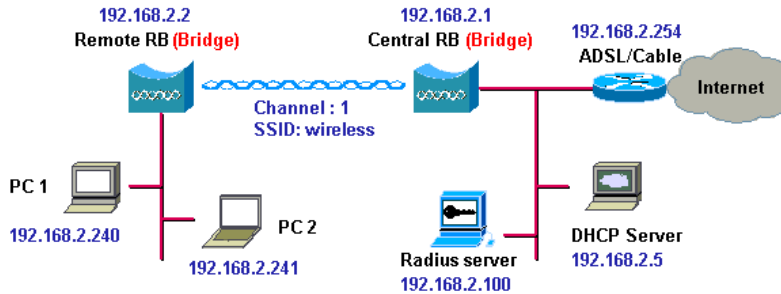 192.168.2.2
Remote RB (Bridge)
192.168.2.1
Central RB (Bridge)
192.168.2.254
ADSL/Cable
Internet
Channel : 1
SSID: wireless
PC 1
192.168.2.240
PC 2
192.168.2.241
Radius server
192.168.2.100
DHCP Server
192.168.2.5